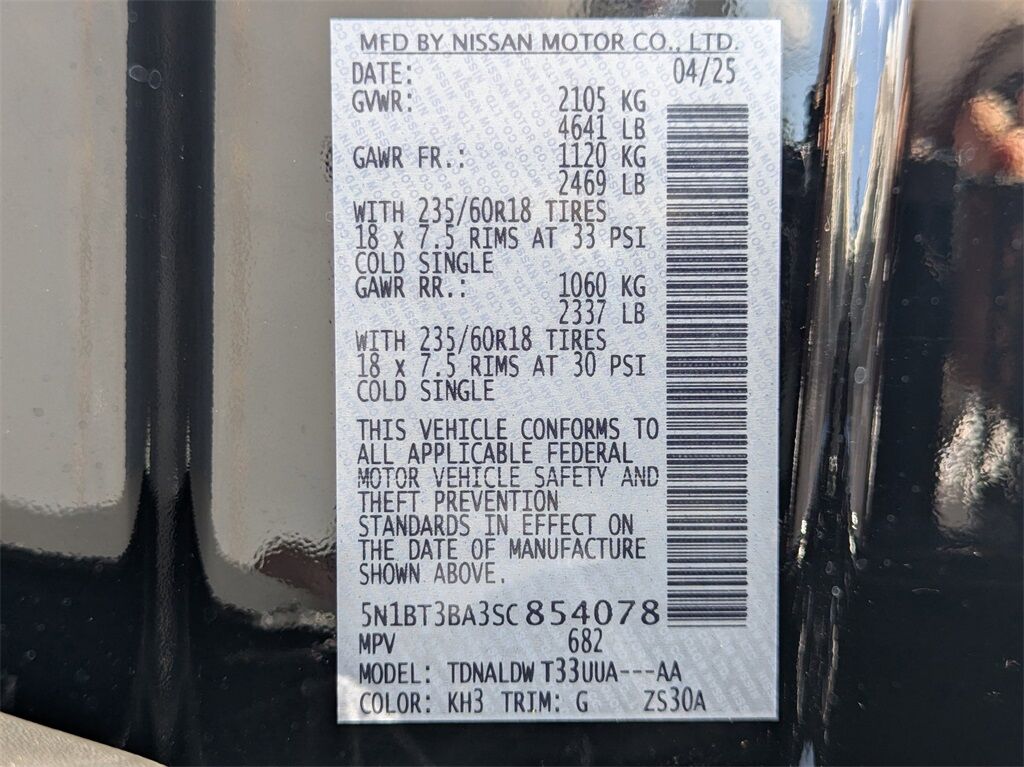 MFD BY NISSAN MOTOR CO., LTD.
DATE: 04/25
GVWR: 2105 KG
4641 LB
GAWR FR.: 1120 KG
2469 LB
WITH 235/60R18 TIRES
18 x 7.5 RIMS AT 33 PSI
COLD SINGLE
GAWR RR.: 1060 KG
2337 LB
WITH 235/60R18 TIRES
18 x 7.5 RIMS AT 30 PSI
COLD SINGLE
THIS VEHICLE CONFORMS TO
ALL APPLICABLE FEDERAL
MOTOR VEHICLE SAFETY AND
THEFT PREVENTION
STANDARDS IN EFFECT ON
THE DATE OF MANUFACTURE
SHOWN ABOVE.
5N1BT3BA3SC854078
MPV 682
MODEL: TDNALDW T33UUA---AA
COLOR: KH3 TRIM: G ZS30A